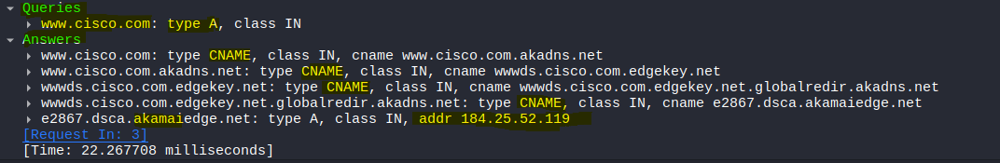 Queries
www.cisco.com: type A, class IN
Answers
www.cisco.com: type CNAME, class IN, cname www.cisco.com.akadns.net
www.cisco.com.akadns.net: type CNAME, class IN, cname wwwds.cisco.com.edgekey.net
wwwds.cisco.com.edgekey.net: type CNAME, class IN, cname wwwds.cisco.com.edgekey.net.globalredir.akadns.net
wwwds.cisco.com.edgekey.net.globalredir.akadns.net: type CNAME, class IN, cname e2867.dsca.akamaiedge.net
e2867.dsca.akamaiedge.net: type A, class IN, addr 184.25.52.119
[Request In: 3]
[Time: 22.267708 milliseconds]